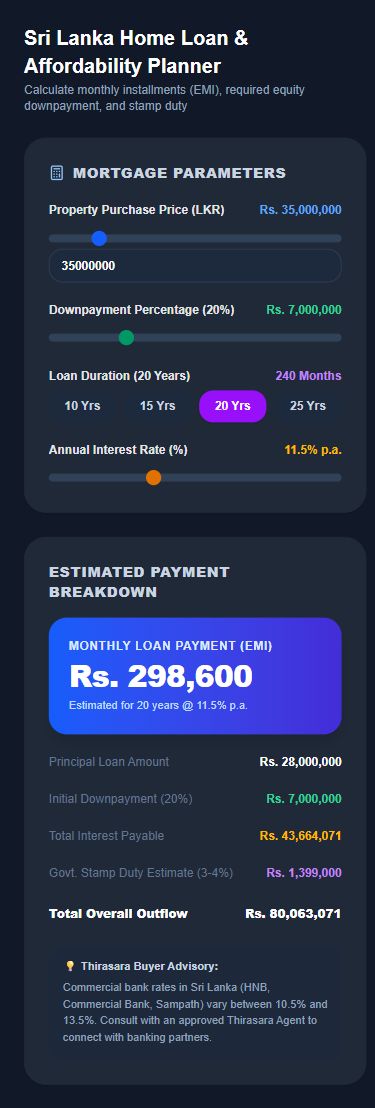 Sri Lanka Home Loan &
Affordability Planner
Calculate monthly installments (EMI), required equity
downpayment, and stamp duty
MORTGAGE PARAMETERS
Property Purchase Price (LKR) Rs. 35,000,000
35000000
Downpayment Percentage (20%) Rs. 7,000,000
Loan Duration (20 Years) 240 Months
10 Yrs 15 Yrs 20 Yrs 25 Yrs
Annual Interest Rate (%) 11.5% p.a.
ESTIMATED PAYMENT
BREAKDOWN
MONTHLY LOAN PAYMENT (EMI)
Rs. 298,600
Estimated for 20 years @ 11.5% p.a.
Principal Loan Amount Rs. 28,000,000
Initial Downpayment (20%) Rs. 7,000,000
Total Interest Payable Rs. 43,664,071
Govt. Stamp Duty Estimate (3-4%) Rs. 1,399,000
Total Overall Outflow Rs. 80,063,071
Thirasara Buyer Advisory:
Commercial bank rates in Sri Lanka (HNB,
Commercial Bank, Sampath) vary between 10.5% and
13.5%. Consult with an approved Thirasara Agent to
connect with banking partners.